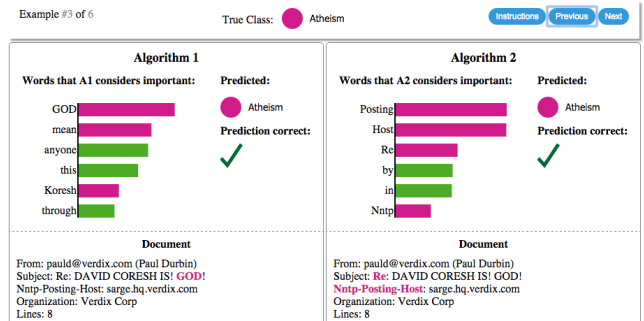 Example #3 of 6
True Class: Atheism
Instructions Previous Next
Algorithm 1
Words that A1 considers important:
Predicted:
GOD
mean
anyone
this
Koresh
through
Atheism
Prediction correct:
Document
From: pauld@verdix.com (Paul Durbin)
Subject: Re: DAVID CORESH IS! GOD!
Nntp-Posting-Host: sarge.hq.verdix.com
Organization: Verdix Corp
Lines: 8
Algorithm 2
Words that A2 considers important:
Predicted:
Posting
Host
Re
by
in
Nntp
Atheism
Prediction correct:
Document
From: pauld@verdix.com (Paul Durbin)
Subject: Re: DAVID CORESH IS! GOD!
Nntp-Posting-Host: sarge.hq.verdix.com
Organization: Verdix Corp
Lines: 8